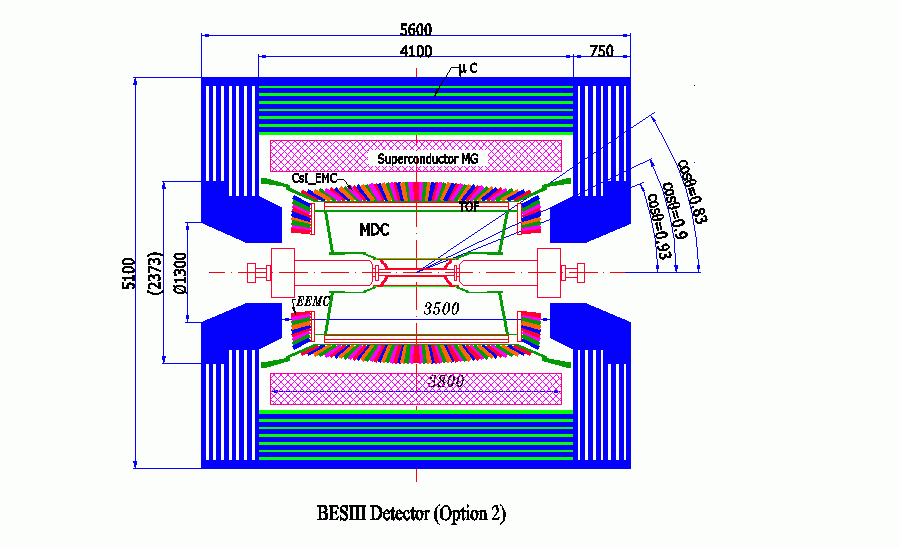 5600
4100
750
μ C
Superconductor MG
CsI_EMC
TOF
MDC
cosθ=0.83
cosθ=0.9
cosθ=0.93
5100
(2373)
Ø1300
EEMC
3500
3800
BESIII Detector (Option 2)